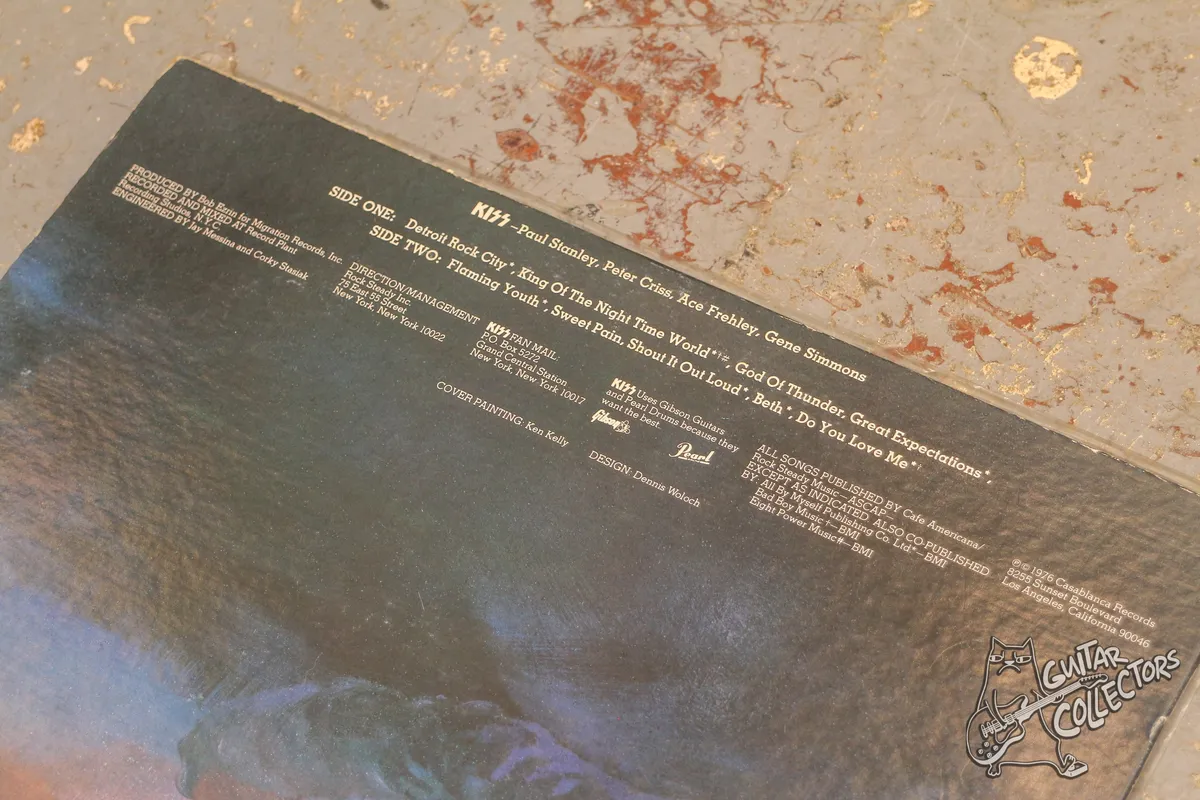 KISS –Paul Stanley, Peter Criss, Ace Frehley, Gene Simmons
SIDE ONE: Detroit Rock City*, King Of The Night Time World*†#, God Of Thunder, Great Expectations*,
SIDE TWO: Flaming Youth*, Sweet Pain, Shout It Out Loud*, Beth*, Do You Love Me*†
PRODUCED BY Bob Ezrin for Migration Records, Inc.
RECORDED AND MIXED AT Record Plant
Recording Studios, N.Y.C.
ENGINEERED BY Jay Messina and Corky Stasiak
DIRECTION/MANAGEMENT
Rock Steady Inc.
75 East 55 Street
New York, New York 10022
KISS FAN MAIL:
P.O. Box 5272
Grand Central Station
New York, New York 10017
KISS Uses Gibson Guitars
and Pearl Drums because they
want the best.
Gibson
Pearl
COVER PAINTING: Ken Kelly
DESIGN: Dennis Woloch
ALL SONGS PUBLISHED BY Cafe Americana/
Rock Steady Music–ASCAP–
EXCEPT AS INDICATED. ALSO CO-PUBLISHED
BY: All By Myself Publishing Co. Ltd*–BMI
Bad Boy Music†–BMI
Eight Power Music#–BMI
℗© 1976 Casablanca Records
8255 Sunset Boulevard
Los Angeles, California 90046
GUITAR
COLLECTORS